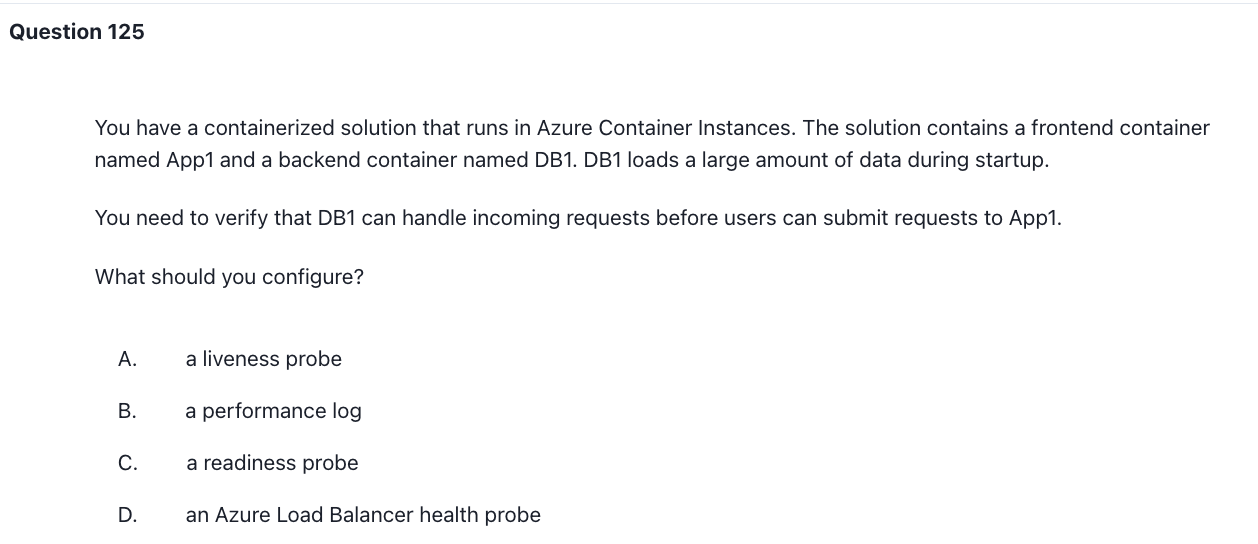 Question 125
You have a containerized solution that runs in Azure Container Instances. The solution contains a frontend container
named App1 and a backend container named DB1. DB1 loads a large amount of data during startup.
You need to verify that DB1 can handle incoming requests before users can submit requests to App1.
What should you configure?
A. a liveness probe
B. a performance log
C. a readiness probe
D. an Azure Load Balancer health probe